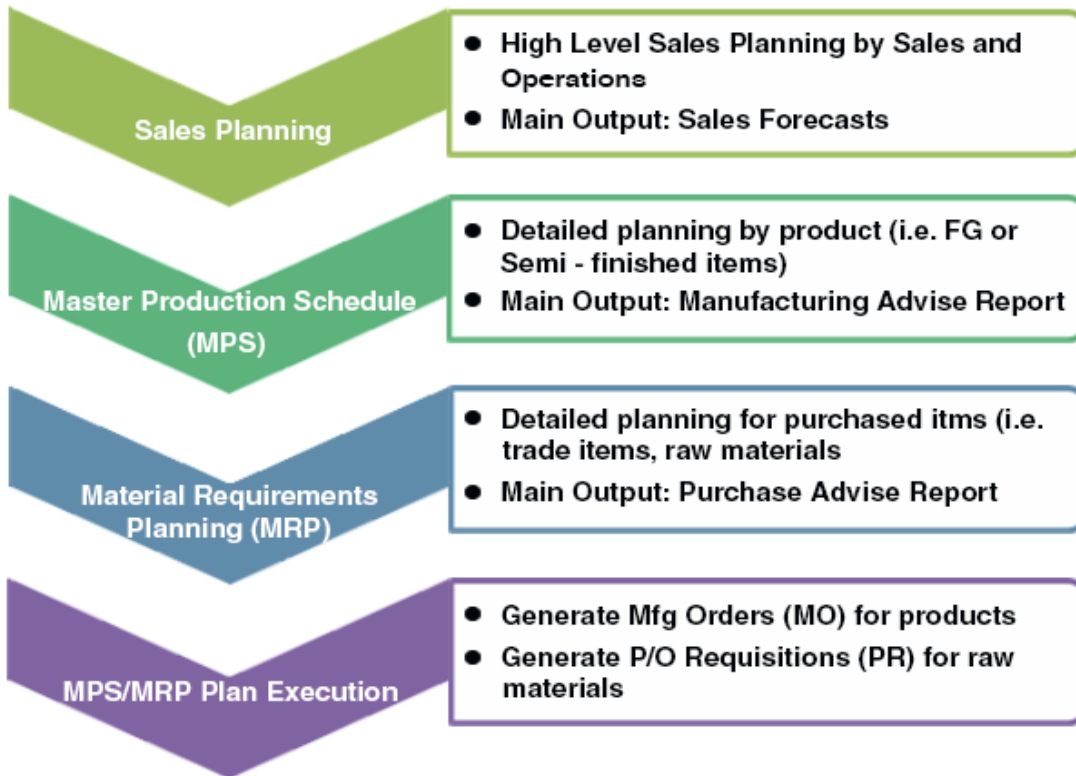 Sales Planning
● High Level Sales Planning by Sales and
Operations
● Main Output: Sales Forecasts
Master Production Schedule
(MPS)
● Detailed planning by product (i.e. FG or
Semi - finished items)
● Main Output: Manufacturing Advise Report
Material Requirements
Planning (MRP)
● Detailed planning for purchased itms (i.e.
trade items, raw materials
● Main Output: Purchase Advise Report
MPS/MRP Plan Execution
● Generate Mfg Orders (MO) for products
● Generate P/O Requisitions (PR) for raw
materials